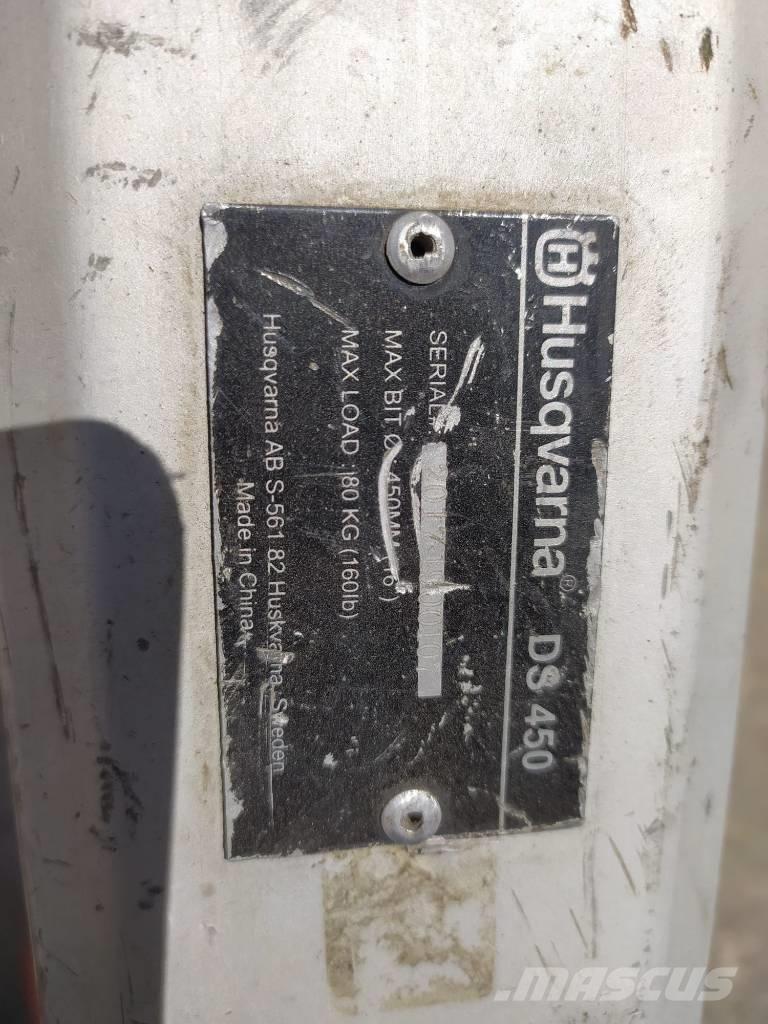 Husqvarna® DS 450
SERIAL#
MAX BIT Ø 450MM
MAX LOAD :80 KG (160lb)
Husqvarna AB S-561 82 Huskvarna, Sweden
Made in China
MASCUS